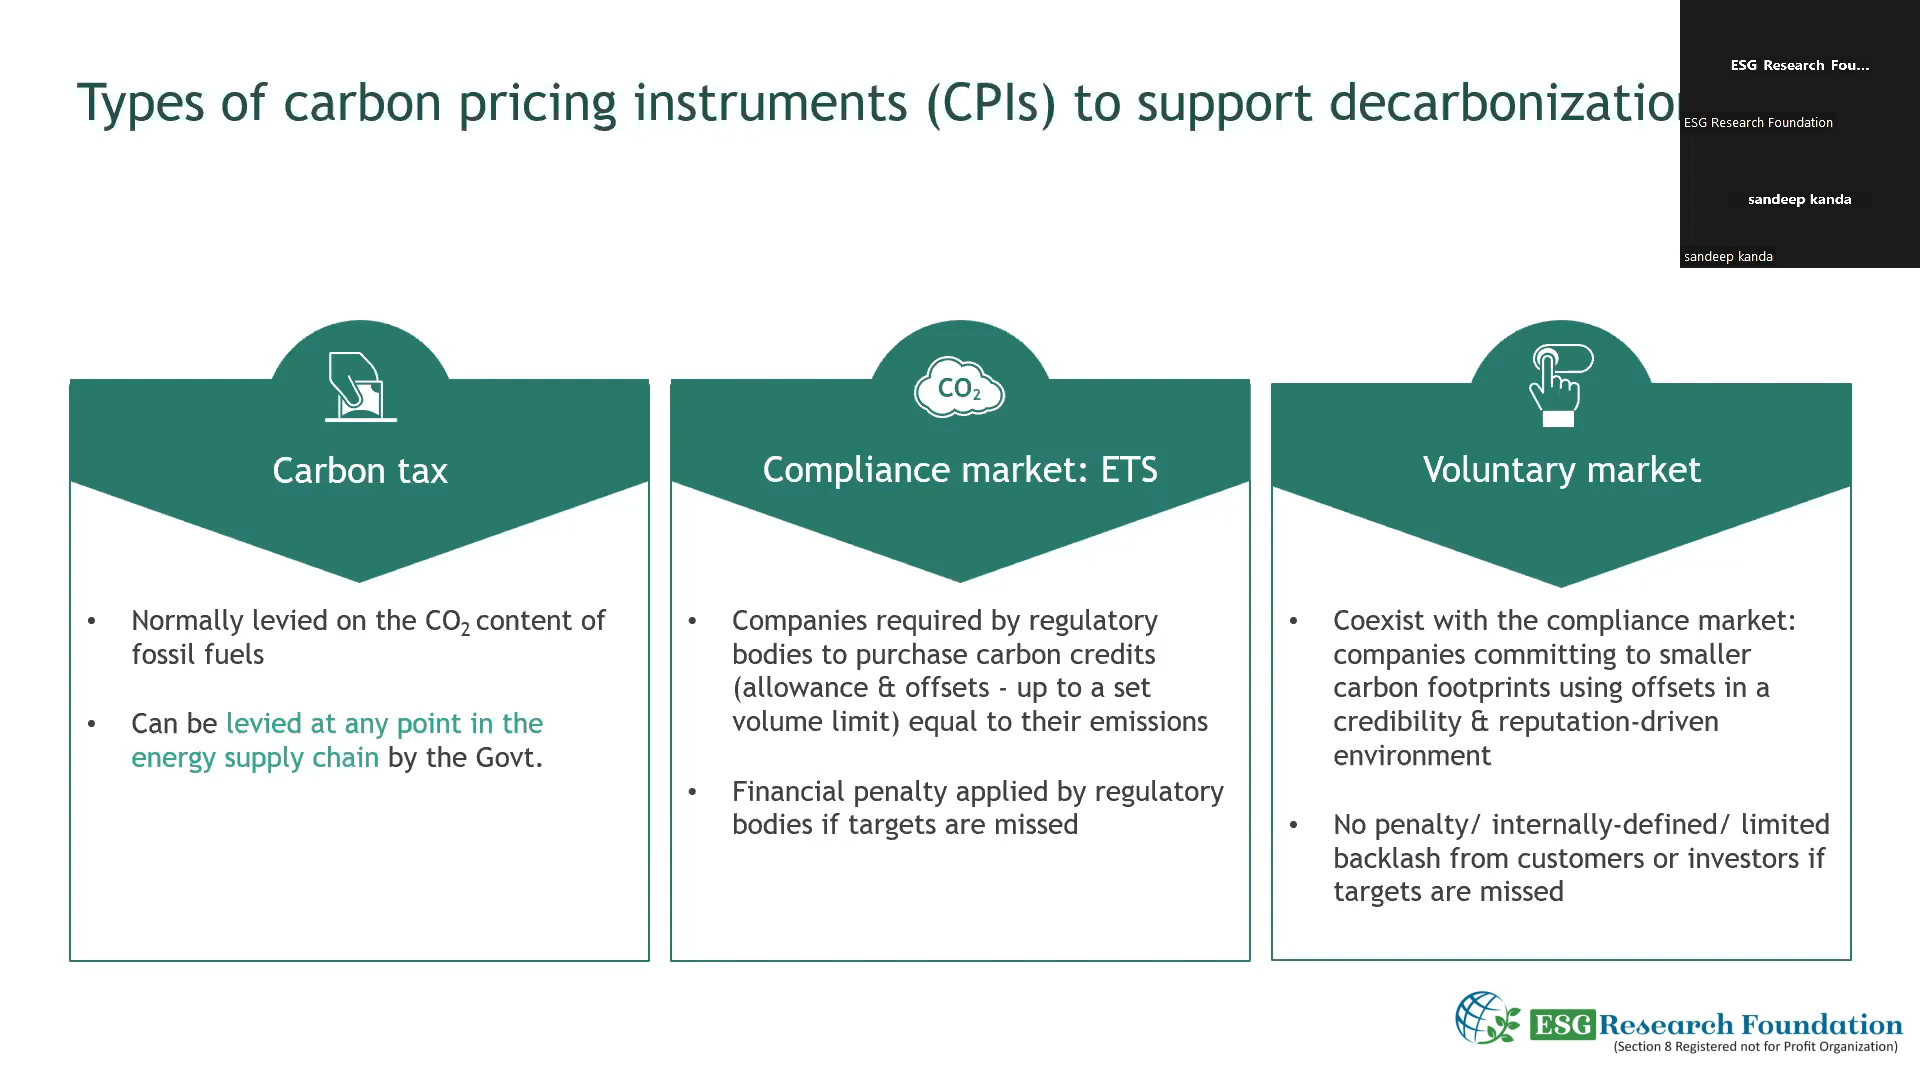 Types of carbon pricing instruments (CPIs) to support decarbonization
ESG Research Fou...
ESG Research Foundation
sandeep kanda
sandeep kanda
Carbon tax
• Normally levied on the CO₂ content of
fossil fuels
• Can be levied at any point in the
energy supply chain by the Govt.
CO₂
Compliance market: ETS
• Companies required by regulatory
bodies to purchase carbon credits
(allowance & offsets - up to a set
volume limit) equal to their emissions
• Financial penalty applied by regulatory
bodies if targets are missed
Voluntary market
• Coexist with the compliance market:
companies committing to smaller
carbon footprints using offsets in a
credibility & reputation-driven
environment
• No penalty/ internally-defined/ limited
backlash from customers or investors if
targets are missed
ESG Research Foundation
(Section 8 Registered not for Profit Organization)